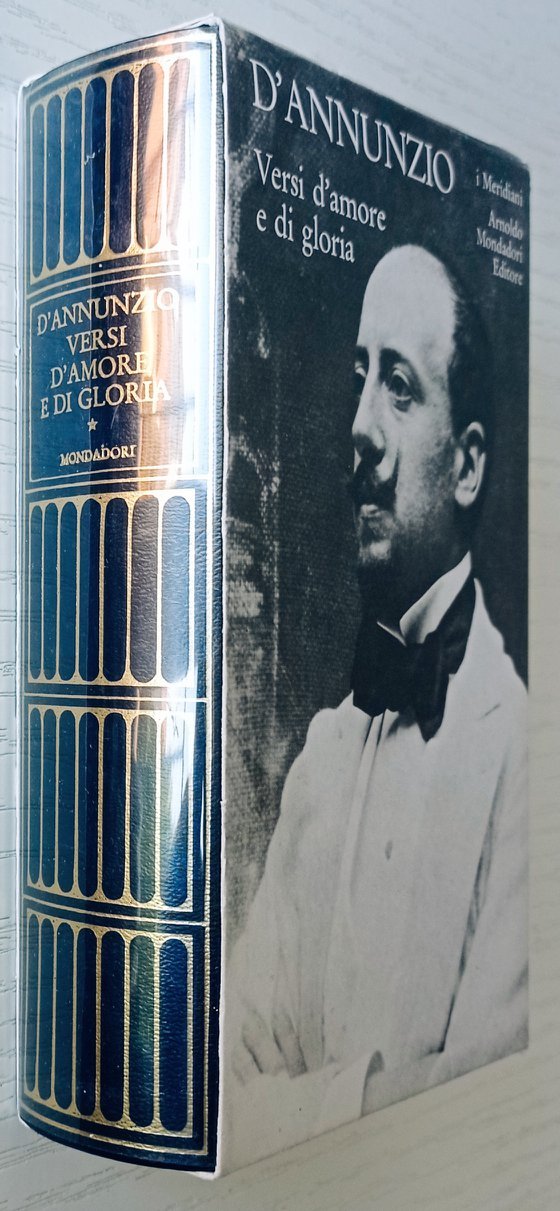 D'ANNUNZIO
VERSI
D'AMORE
E DI GLORIA
★
MONDADORI
D'ANNUNZIO
Versi d'amore
e di gloria
i Meridiani
Arnoldo
Mondadori
Editore